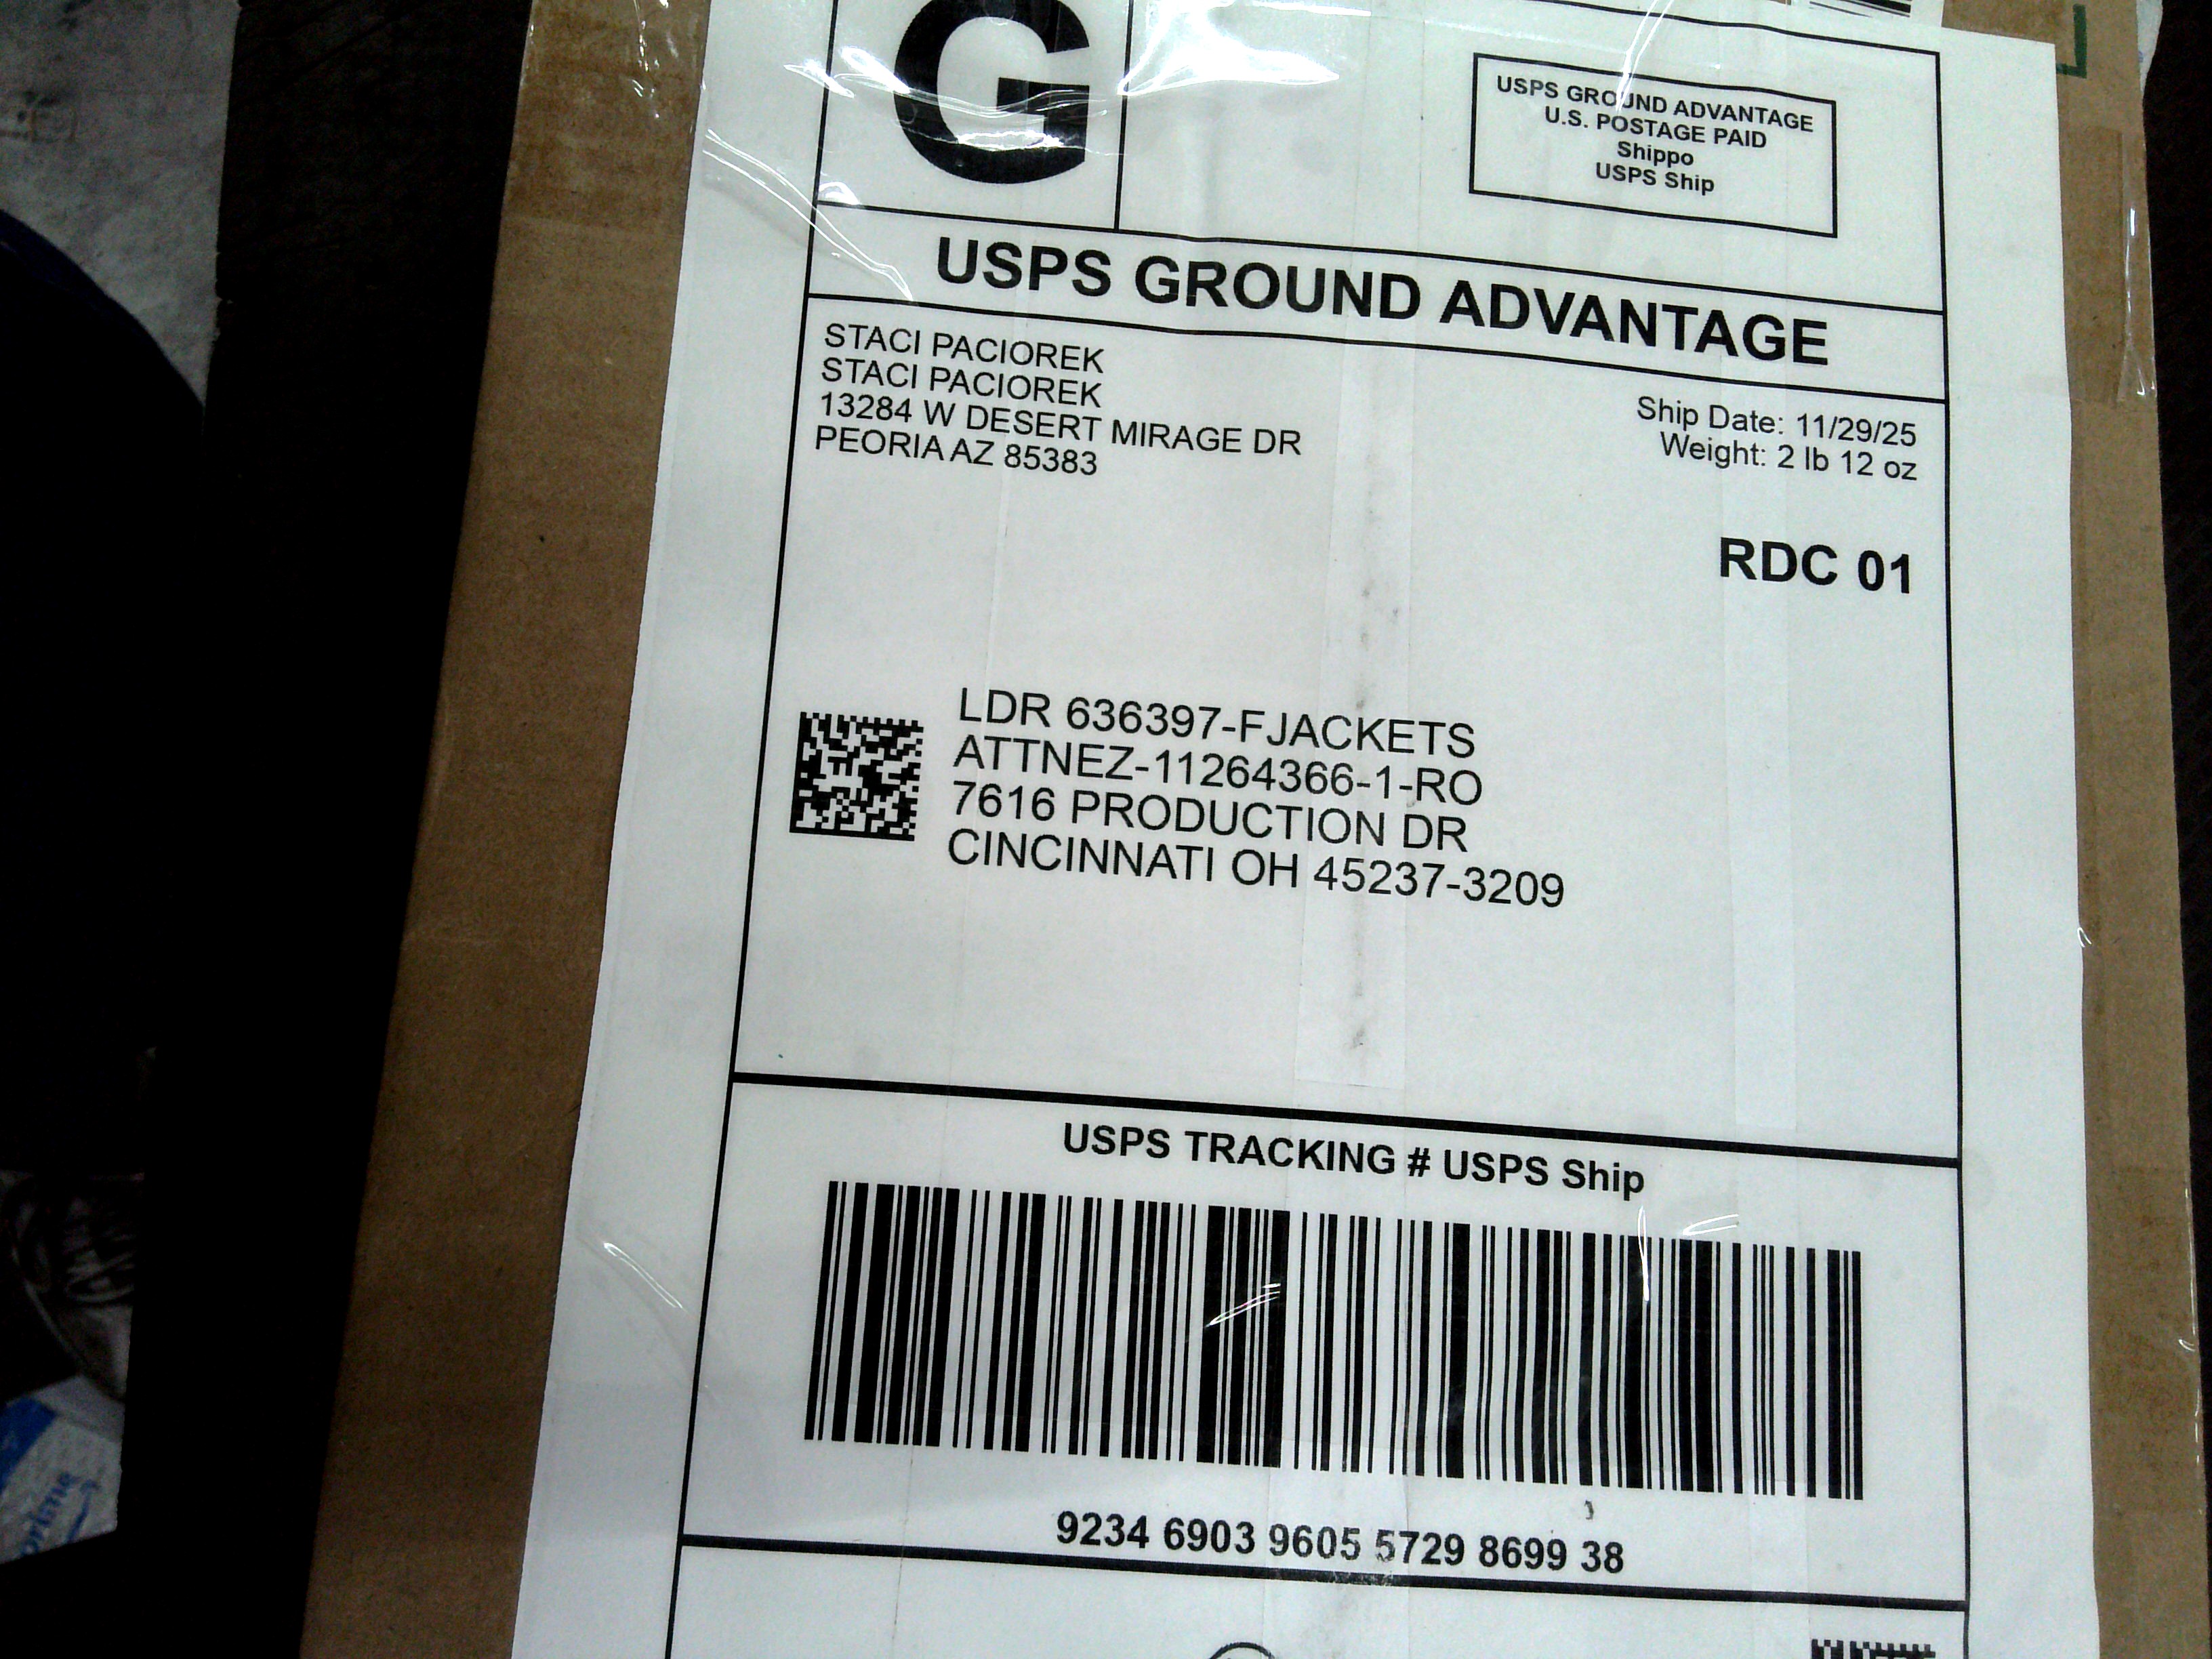 G
USPS GROUND ADVANTAGE
U.S. POSTAGE PAID
Shippo
USPS Ship
USPS GROUND ADVANTAGE
STACI PACIOREK
STACI PACIOREK
13284 W DESERT MIRAGE DR
PEORIA AZ 85383
Ship Date: 11/29/25
Weight: 2 lb 12 oz
RDC 01
LDR 636397-FJACKETS
ATTNEZ-11264366-1-RO
7616 PRODUCTION DR
CINCINNATI OH 45237-3209
USPS TRACKING # USPS Ship
9234 6903 9605 5729 8699 38
prime